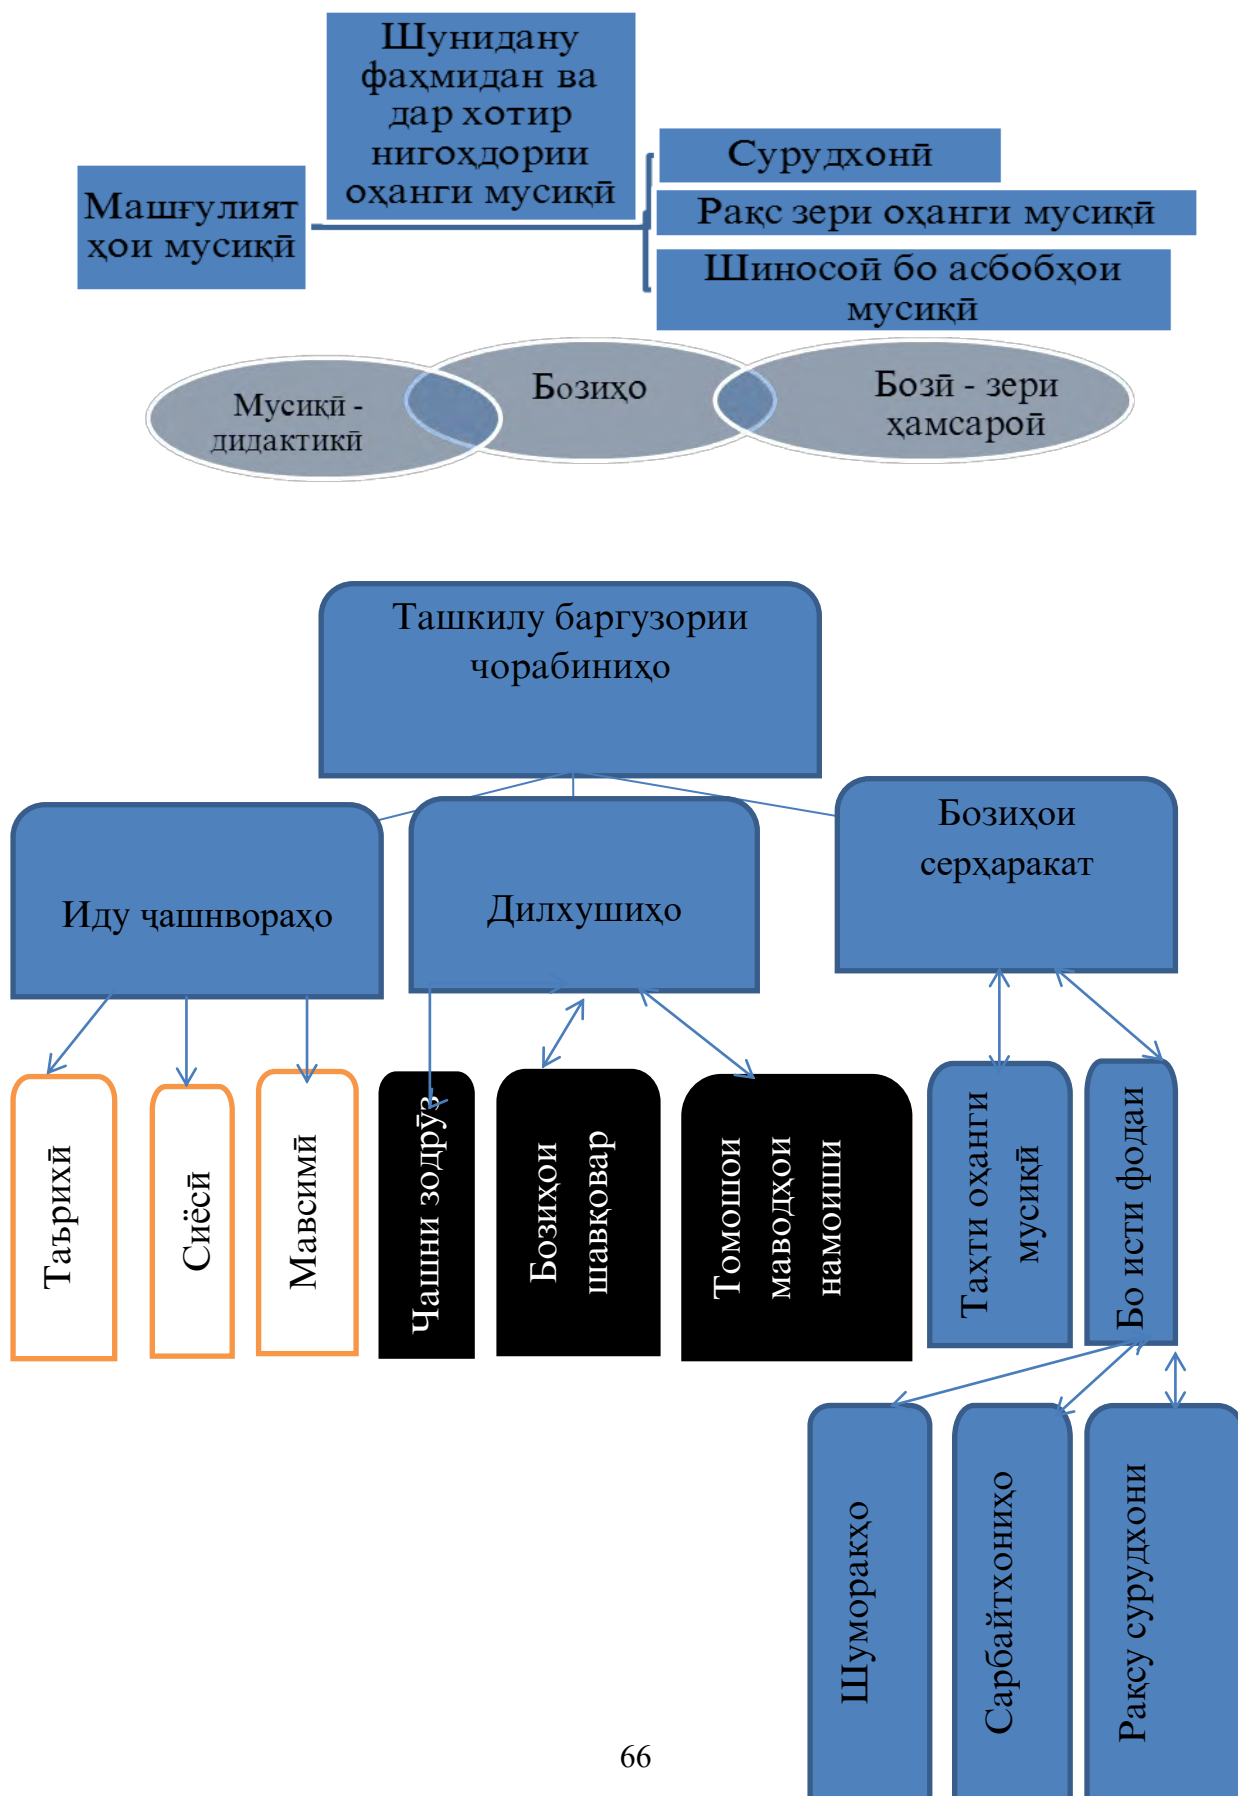 Шунидану
фаҳмидан ва
дар хотир
нигоҳдории
оҳанги мусиқӣ
Машғулият
ҳои мусиқӣ
Сурудхонӣ
Рақс зери оҳанги мусиқӣ
Шиносоӣ бо асбобҳои
мусиқӣ
Мусиқӣ -
дидактикӣ
Бозиҳо
Бозӣ - зери
ҳамсароӣ
Ташкилу баргузории
чорабиниҳо
Иду ҷашнвораҳо
Дилхушиҳо
Бозиҳои
серҳаракат
Таърихӣ
Сиёсӣ
Мавсимӣ
Ҷашни зодрӯз
Бозиҳои
шавқовар
Томошои
маводҳои
намоиши
Таҳти оҳанги
мусиқӣ
Бо исти фодаи
Шуморакҳо
Сарбайтхониҳо
Рақсу сурудхони
66